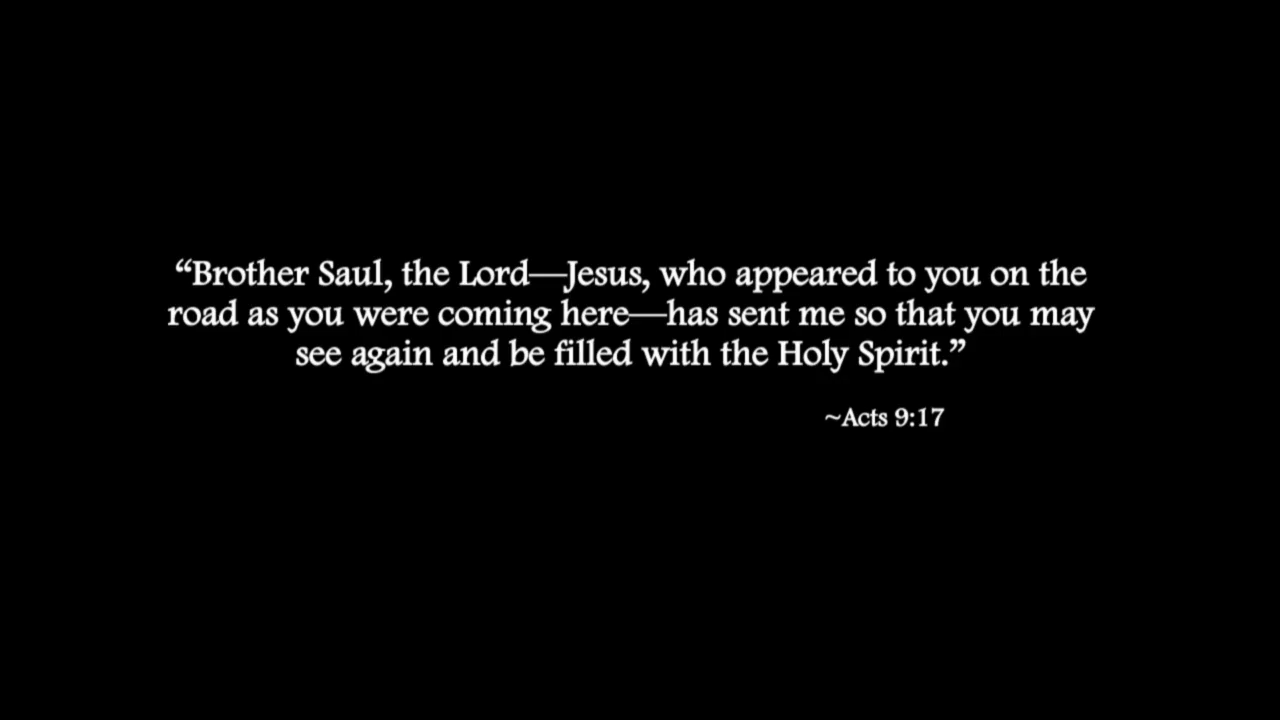 “Brother Saul, the Lord—Jesus, who appeared to you on the
road as you were coming here—has sent me so that you may
see again and be filled with the Holy Spirit.”
~Acts 9:17